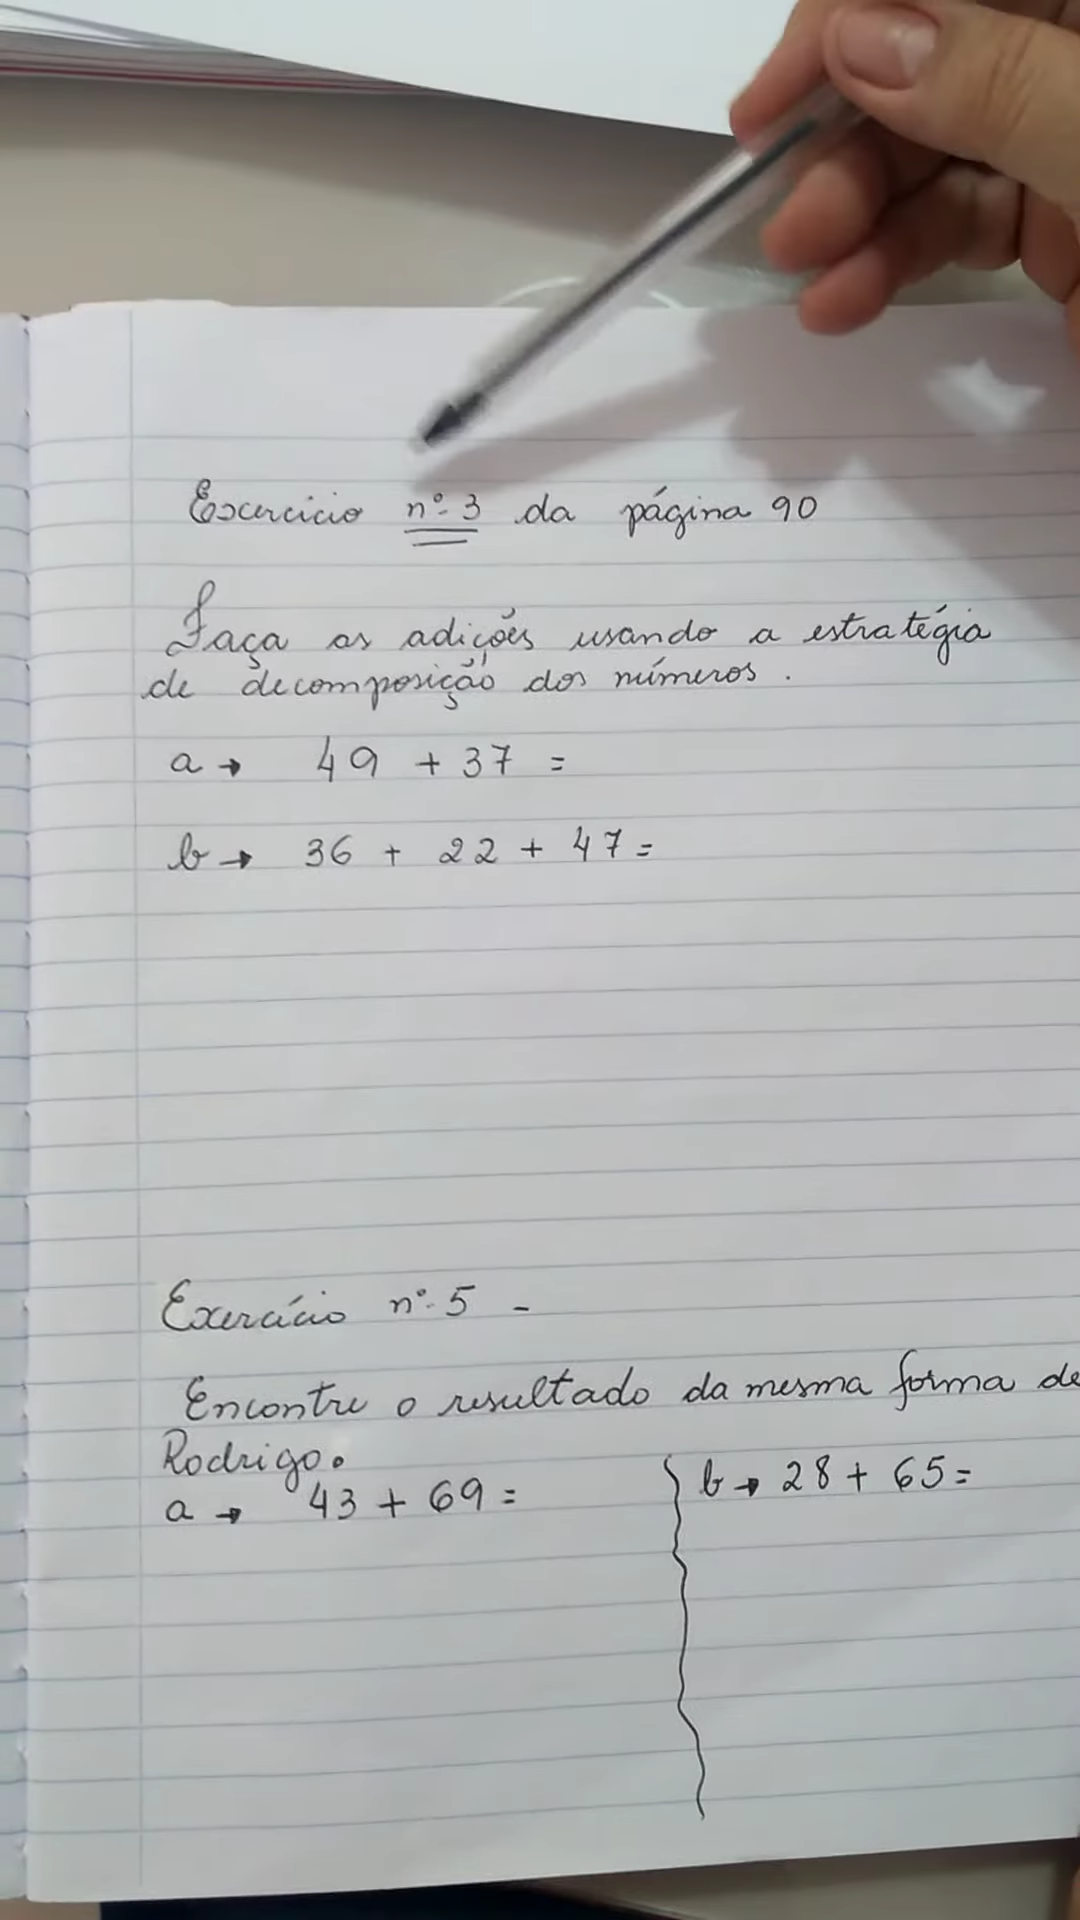 Exercicio nº 3 da página 90
Faça as adições usando a estratégia
de decomposição dos números.
a → 49 + 37 =
b → 36 + 22 + 47 =
Exercício nº 5 -
Encontre o resultado da mesma forma de
Rodrigo.
a → 43 + 69 =
b → 28 + 65 =